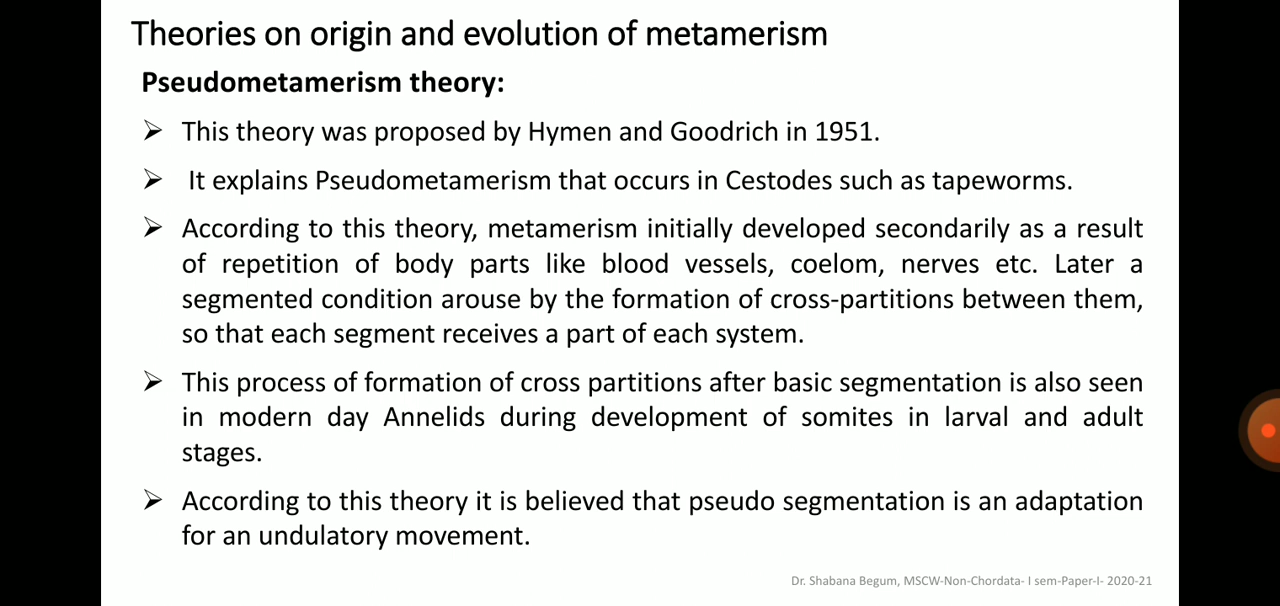 Theories on origin and evolution of metamerism
Pseudometamerism theory:
➢ This theory was proposed by Hymen and Goodrich in 1951.
➢ It explains Pseudometamerism that occurs in Cestodes such as tapeworms.
➢ According to this theory, metamerism initially developed secondarily as a result
of repetition of body parts like blood vessels, coelom, nerves etc. Later a
segmented condition arouse by the formation of cross-partitions between them,
so that each segment receives a part of each system.
➢ This process of formation of cross partitions after basic segmentation is also seen
in modern day Annelids during development of somites in larval and adult
stages.
➢ According to this theory it is believed that pseudo segmentation is an adaptation
for an undulatory movement.
Dr. Shabana Begum, MSCW-Non-Chordata- I sem-Paper-I- 2020-21